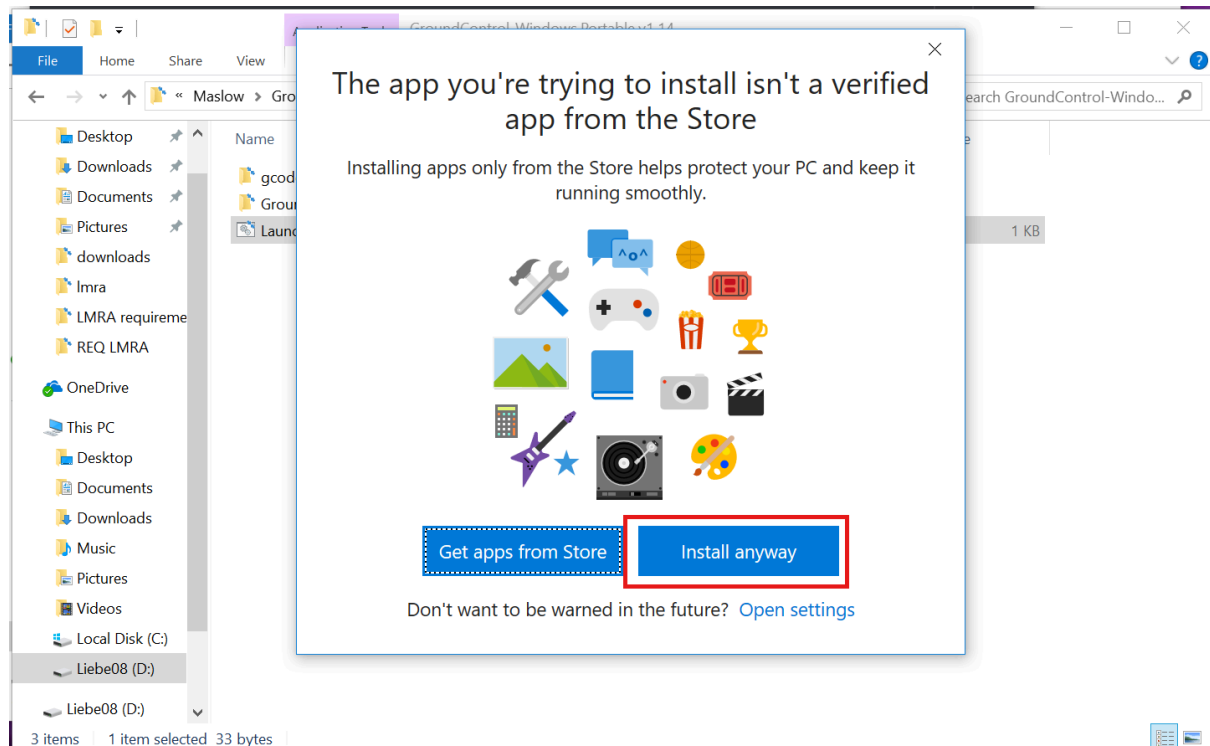 GroundControl-Windows Portable v1.14
File
Home
Share
View
« Maslow > Gro
earch GroundControl-Windo...
Desktop
Downloads
Documents
Pictures
downloads
lmra
LMRA requireme
REQ LMRA
OneDrive
This PC
Desktop
Documents
Downloads
Music
Pictures
Videos
Local Disk (C:)
Liebe08 (D:)
Liebe08 (D:)
Name
gcod
Grour
Launc
1 KB
The app you're trying to install isn't a verified
app from the Store
Installing apps only from the Store helps protect your PC and keep it
running smoothly.
^o^
Get apps from Store
Install anyway
Don't want to be warned in the future? Open settings
3 items
1 item selected 33 bytes